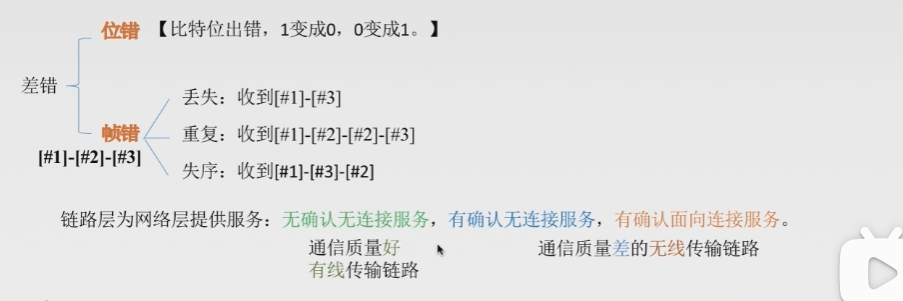 位错 【比特位出错，1变成0，0变成1。】
差错
丢失：收到[#1]-[#3]
帧错 重复：收到[#1]-[#2]-[#2]-[#3]
[#1]-[#2]-[#3]
失序：收到[#1]-[#3]-[#2]
链路层为网络层提供服务：无确认无连接服务，有确认无连接服务，有确认面向连接服务。
通信质量好 通信质量差的无线传输链路
有线传输链路